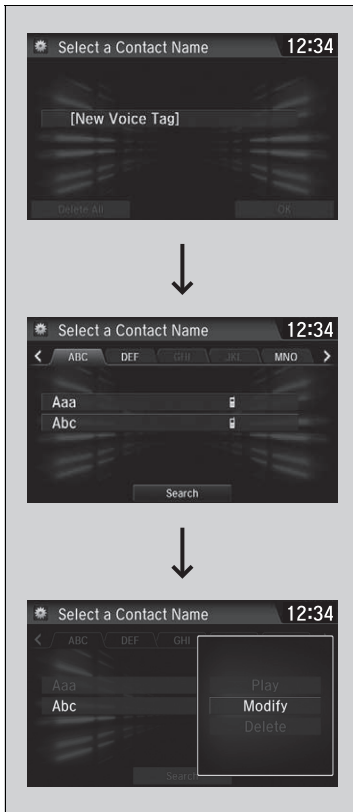 Select a Contact Name 12:34
[New Voice Tag]
Delete All OK
Select a Contact Name 12:34
ABC DEF GHI JKL MNO
Aaa
Abc
Search
Select a Contact Name 12:34
ABC DEF GHI
Aaa Play
Abc Modify
Delete
Search